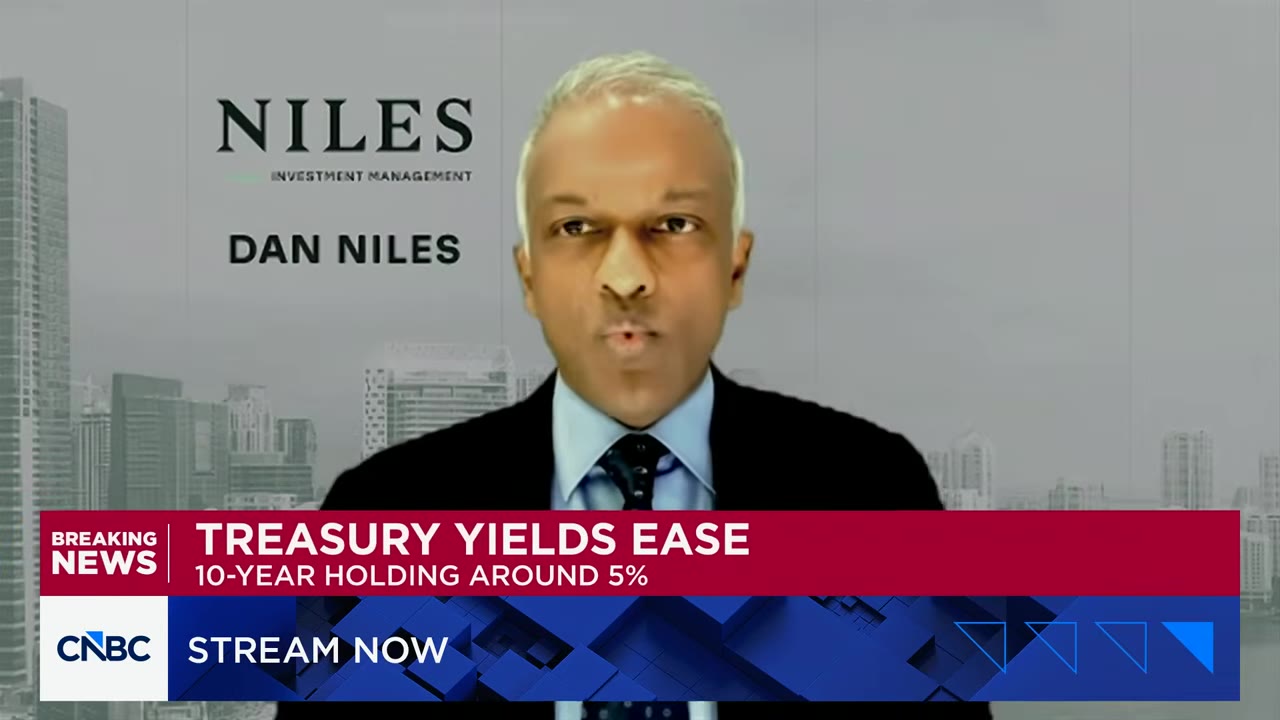 NILES
INVESTMENT MANAGEMENT
DAN NILES
BREAKING
NEWS
TREASURY YIELDS EASE
10-YEAR HOLDING AROUND 5%
CNBC
STREAM NOW